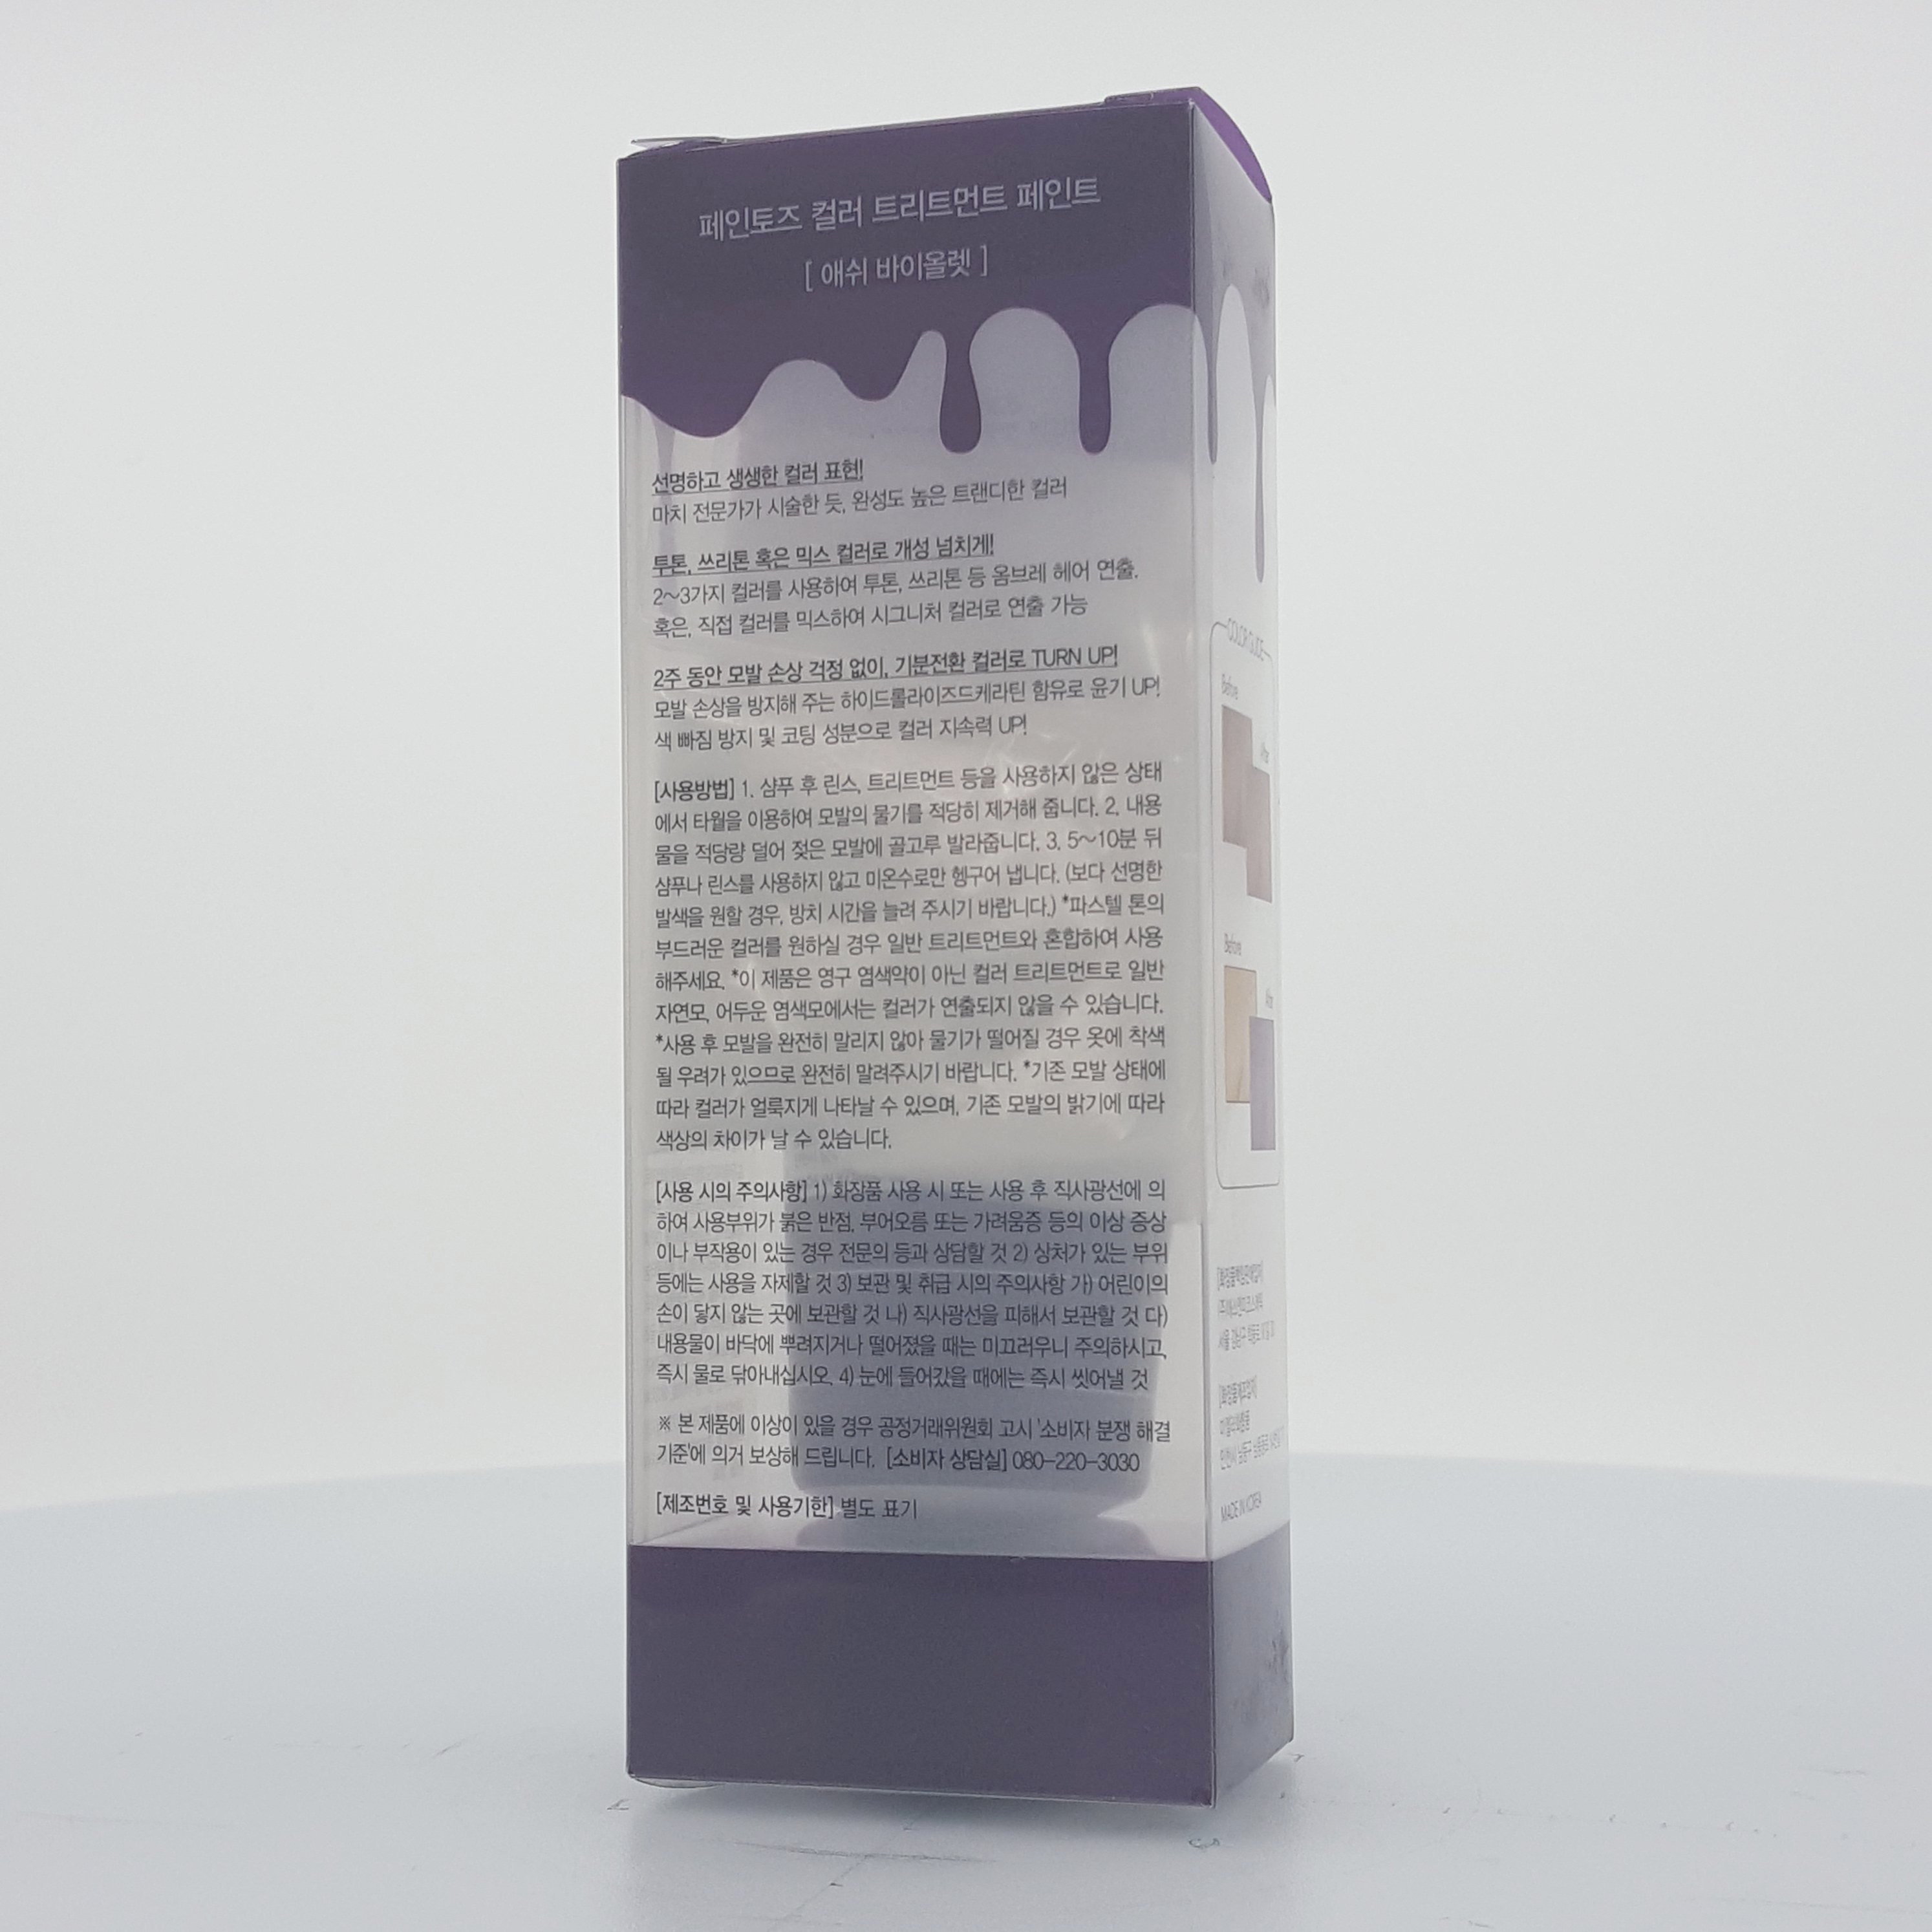 페인토즈 컬러 트리트먼트 페인트
[ 애쉬 바이올렛 ]
선명하고 생생한 컬러 표현!
마치 전문가가 시술한 듯, 완성도 높은 트랜디한 컬러
투톤, 쓰리톤 혹은 믹스 컬러로 개성 넘치게!
2~3가지 컬러를 사용하여 투톤, 쓰리톤 등 옴브레 헤어 연출.
혹은, 직접 컬러를 믹스하여 시그니처 컬러로 연출 가능
2주 동안 모발 손상 걱정 없이, 기분전환 컬러로 TURN UP!
모발 손상을 방지해 주는 하이드롤라이즈드케라틴 함유로 윤기 UP!
색 빠짐 방지 및 코팅 성분으로 컬러 지속력 UP!
[사용방법] 1. 샴푸 후 린스, 트리트먼트 등을 사용하지 않은 상태
에서 타월을 이용하여 모발의 물기를 적당히 제거해 줍니다. 2. 내용
물을 적당량 덜어 젖은 모발에 골고루 발라줍니다. 3. 5~10분 뒤
샴푸나 린스를 사용하지 않고 미온수로만 헹구어 냅니다. (보다 선명한
발색을 원할 경우, 방치 시간을 늘려 주시기 바랍니다.) *파스텔 톤의
부드러운 컬러를 원하실 경우 일반 트리트먼트와 혼합하여 사용
해주세요. *이 제품은 영구 염색약이 아닌 컬러 트리트먼트로 일반
자연모, 어두운 염색모에서는 컬러가 연출되지 않을 수 있습니다.
*사용 후 모발을 완전히 말리지 않아 물기가 떨어질 경우 옷에 착색
될 우려가 있으므로 완전히 말려주시기 바랍니다. *기존 모발 상태에
따라 컬러가 얼룩지게 나타날 수 있으며, 기존 모발의 밝기에 따라
색상의 차이가 날 수 있습니다.
[사용 시의 주의사항] 1) 화장품 사용 시 또는 사용 후 직사광선에 의
하여 사용부위가 붉은 반점, 부어오름 또는 가려움증 등의 이상 증상
이나 부작용이 있는 경우 전문의 등과 상담할 것 2) 상처가 있는 부위
등에는 사용을 자제할 것 3) 보관 및 취급 시의 주의사항 가) 어린이의
손이 닿지 않는 곳에 보관할 것 나) 직사광선을 피해서 보관할 것 다)
내용물이 바닥에 뿌려지거나 떨어졌을 때는 미끄러우니 주의하시고,
즉시 물로 닦아내십시오. 4) 눈에 들어갔을 때에는 즉시 씻어낼 것
※ 본 제품에 이상이 있을 경우 공정거래위원회 고시 '소비자 분쟁 해결
기준'에 의거 보상해 드립니다. [소비자 상담실] 080-220-3030
[제조번호 및 사용기한] 별도 표기
COLOR GUIDE
Before
After
Before
After
MADE IN KOREA